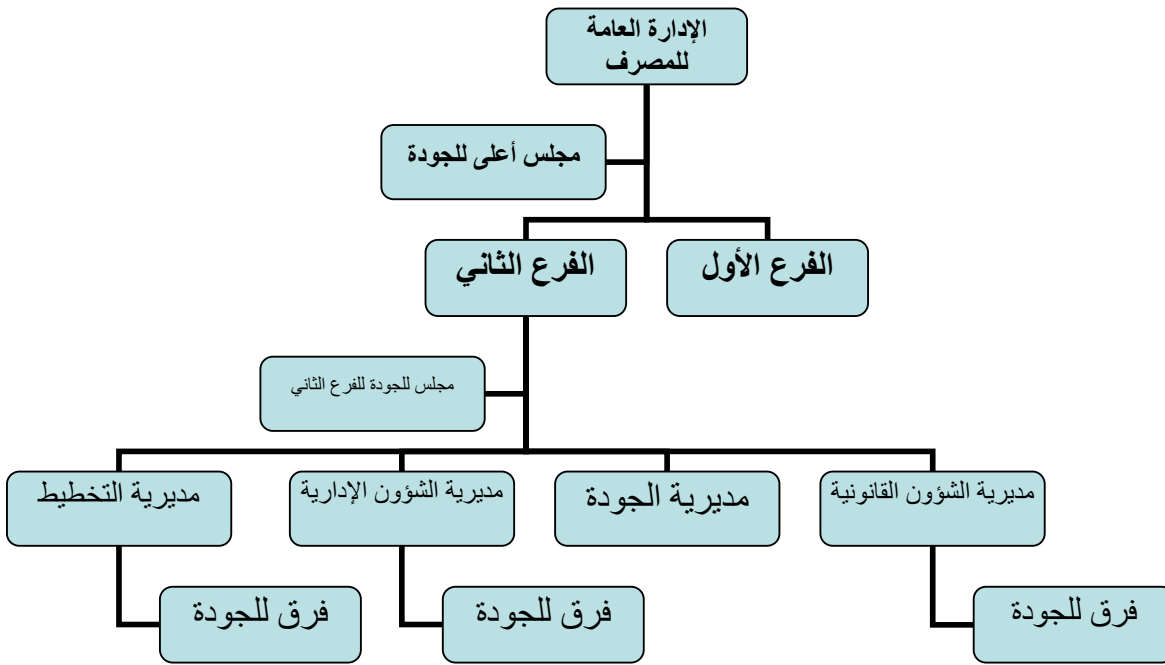 الإدارة العامة
للمصرف
مجلس أعلى للجودة
الفرع الأول
الفرع الثاني
مجلس للجودة للفرع الثاني
مديرية الشؤون القانونية
مديرية الجودة
مديرية الشؤون الإدارية
مديرية التخطيط
فرق للجودة
فرق للجودة
فرق للجودة